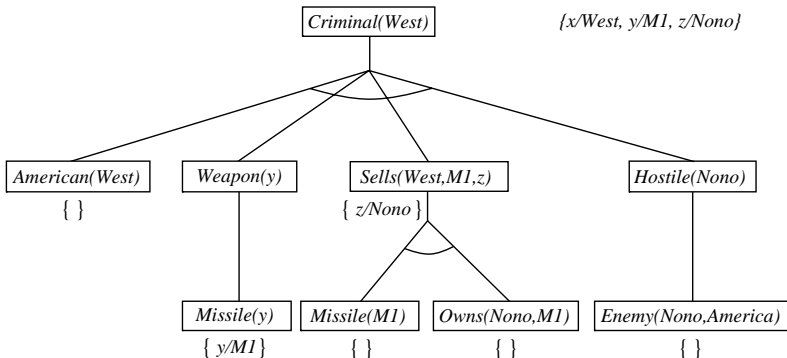 Criminal(West)
{x/West, y/M1, z/Nono}
American(West)
Weapon(y)
Sells(West,M1,z)
Hostile(Nono)
{ }
{ z/Nono }
Missile(y)
Missile(M1)
Owns(Nono,M1)
Enemy(Nono,America)
{ y/M1 }
{ }
{ }
{ }